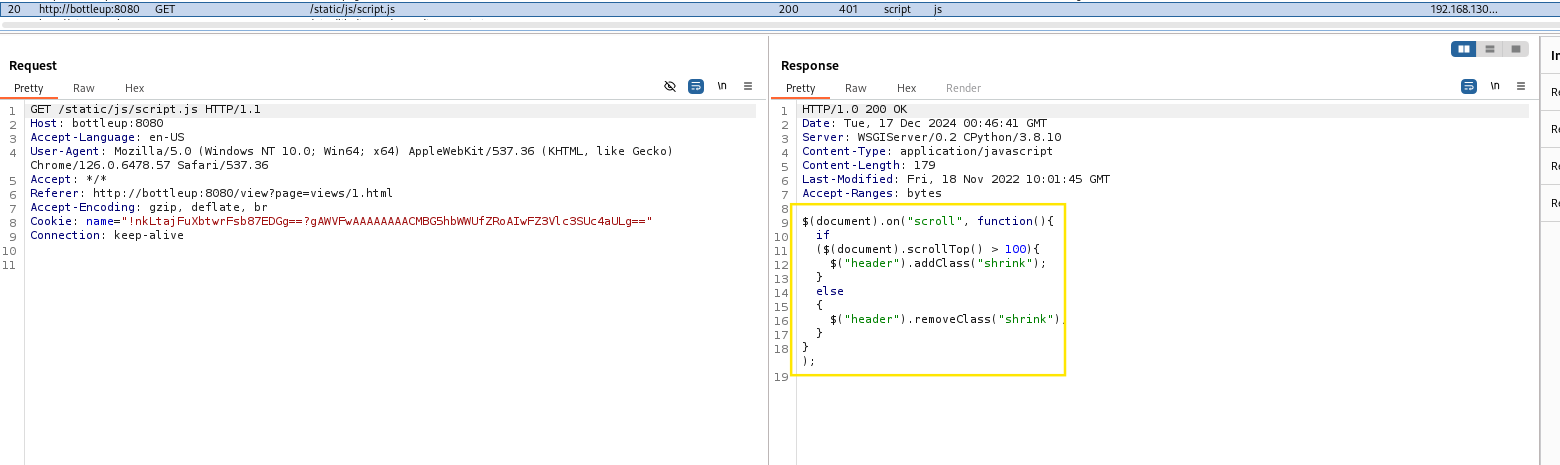 20 http://bottleup:8080 GET /static/js/script.js 200 401 script js 192.168.130...
Request
Pretty Raw Hex \n
1 GET /static/js/script.js HTTP/1.1
2 Host: bottleup:8080
3 Accept-Language: en-US
4 User-Agent: Mozilla/5.0 (Windows NT 10.0; Win64; x64) AppleWebKit/537.36 (KHTML, like Gecko)
Chrome/126.0.6478.57 Safari/537.36
5 Accept: */*
6 Referer: http://bottleup:8080/view?page=views/1.html
7 Accept-Encoding: gzip, deflate, br
8 Cookie: name="!nkLtajFuXbtwrFsb87EDGg==?gAWVFwAAAAAAAACMBG5hbWWUfZRoAIwFZ3Vlc3SUc4aULg=="
9 Connection: keep-alive
10
11
Response
Pretty Raw Hex Render \n
1 HTTP/1.0 200 OK
2 Date: Tue, 17 Dec 2024 00:46:41 GMT
3 Server: WSGIServer/0.2 CPython/3.8.10
4 Content-Type: application/javascript
5 Content-Length: 179
6 Last-Modified: Fri, 18 Nov 2022 10:01:45 GMT
7 Accept-Ranges: bytes
8
9 $(document).on("scroll", function(){
10 if
11 ($(document).scrollTop() > 100){
12 $("header").addClass("shrink");
13 }
14 else
15 {
16 $("header").removeClass("shrink")
17 }
18 }
);
19
In
Re
Re
Re
Re